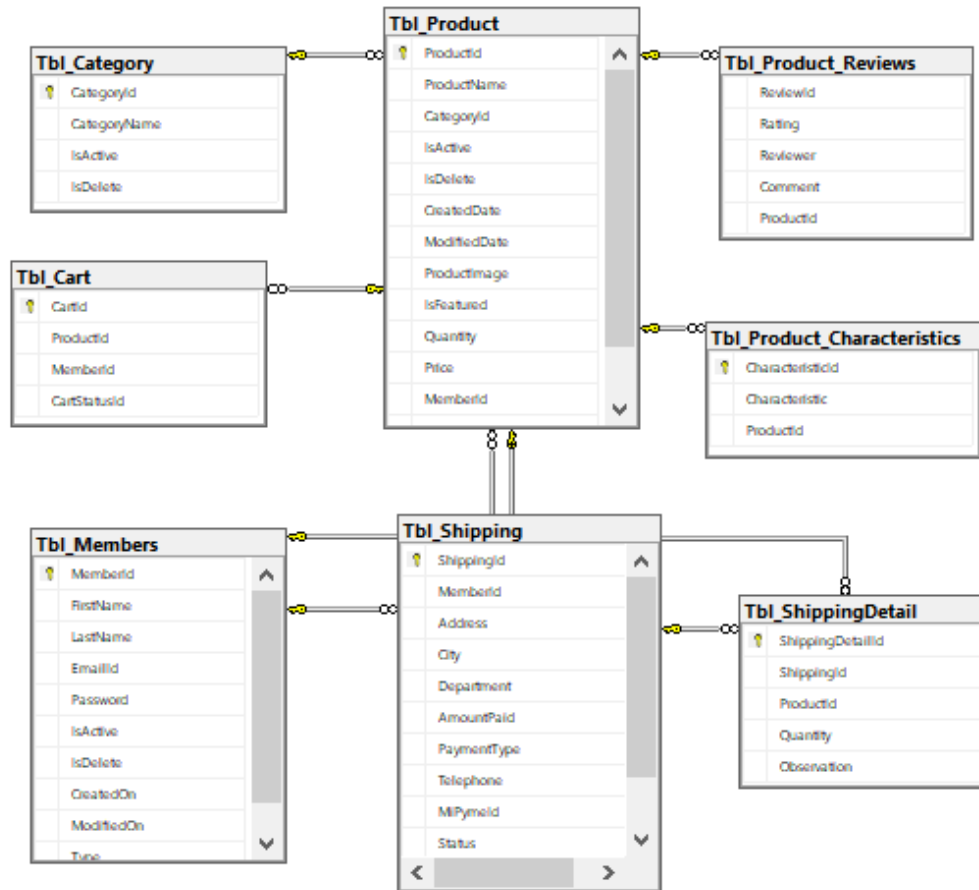 Tbl_Product
ProductId
ProductName
CategoryId
IsActive
IsDelete
CreatedDate
ModifiedDate
ProductImage
IsFeatured
Quantity
Price
MemberId
Tbl_Category
CategoryId
CategoryName
IsActive
IsDelete
Tbl_Product_Reviews
ReviewId
Rating
Reviewer
Comment
ProductId
Tbl_Cart
CartId
ProductId
MemberId
CartStatusId
Tbl_Product_Characteristics
CharacteristicId
Characteristic
ProductId
Tbl_Members
MemberId
FirstName
LastName
EmailId
Password
IsActive
IsDelete
CreatedOn
ModifiedOn
Type
Tbl_Shipping
ShippingId
MemberId
Address
City
Department
AmountPaid
PaymentType
Telephone
MiPymeId
Status
Tbl_ShippingDetail
ShippingDetailId
ShippingId
ProductId
Quantity
Observation